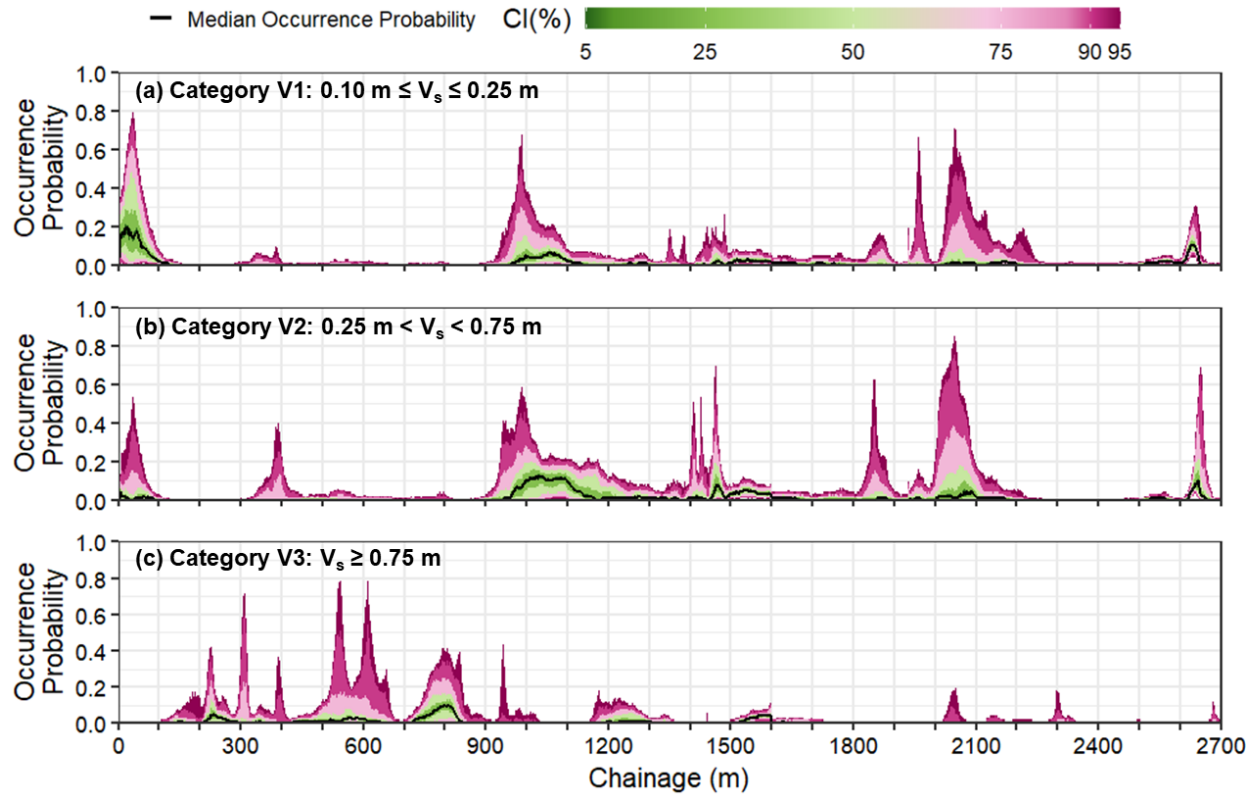 Median Occurrence Probability CI(%)
5 25 50 75 90 95
(a) Category V1: 0.10 m ≤ Vs ≤ 0.25 m
Occurrence
Probability
1.0
0.8
0.6
0.4
0.2
0.0
(b) Category V2: 0.25 m < Vs < 0.75 m
Occurrence
Probability
1.0
0.8
0.6
0.4
0.2
0.0
(c) Category V3: Vs ≥ 0.75 m
Occurrence
Probability
1.0
0.8
0.6
0.4
0.2
0.0
0 300 600 900 1200 1500 1800 2100 2400 2700
Chainage (m)